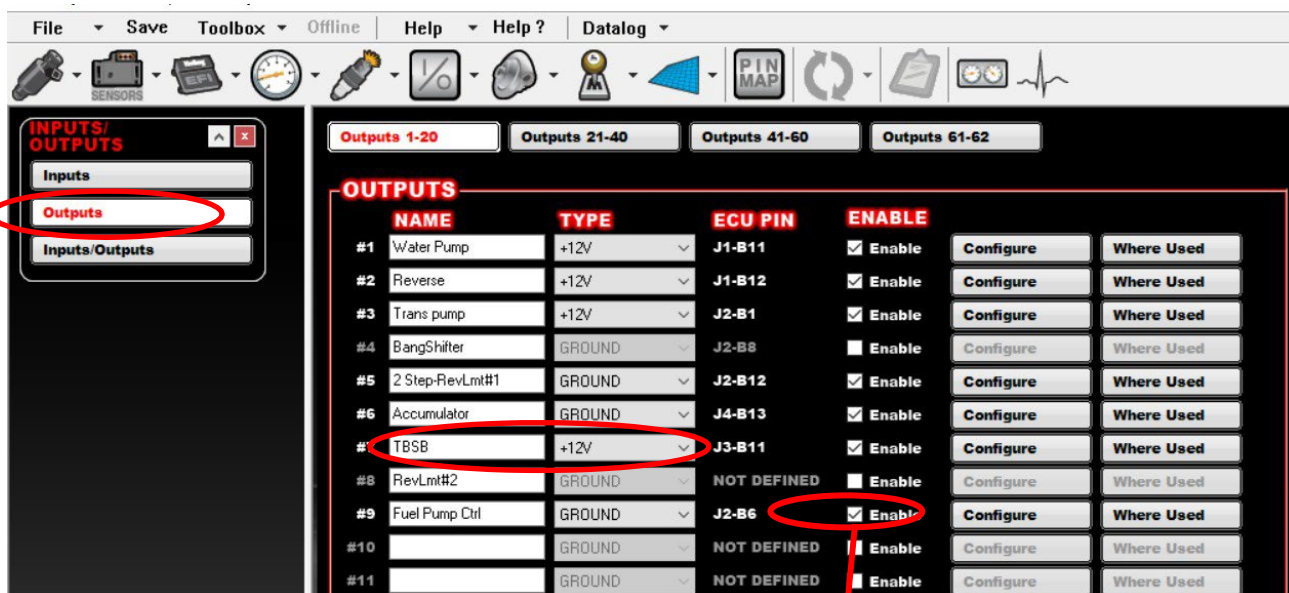 File Save Toolbox Offline Help Help ? Datalog
SENSORS EFI I/O PIN MAP
INPUTS/
OUTPUTS
Inputs
Outputs
Inputs/Outputs
Outputs 1-20 Outputs 21-40 Outputs 41-60 Outputs 61-62
OUTPUTS
NAME TYPE ECU PIN ENABLE
#1 Water Pump +12V J1-B11 Enable Configure Where Used
#2 Reverse +12V J1-B12 Enable Configure Where Used
#3 Trans pump +12V J2-B1 Enable Configure Where Used
#4 BangShifter GROUND J2-B8 Enable Configure Where Used
#5 2 Step-RevLmt#1 GROUND J2-B12 Enable Configure Where Used
#6 Accumulator GROUND J4-B13 Enable Configure Where Used
#7 TBSB +12V J3-B11 Enable Configure Where Used
#8 RevLmt#2 GROUND NOT DEFINED Enable Configure Where Used
#9 Fuel Pump Ctrl GROUND J2-B6 Enable Configure Where Used
#10 GROUND NOT DEFINED Enable Configure Where Used
#11 GROUND NOT DEFINED Enable Configure Where Used